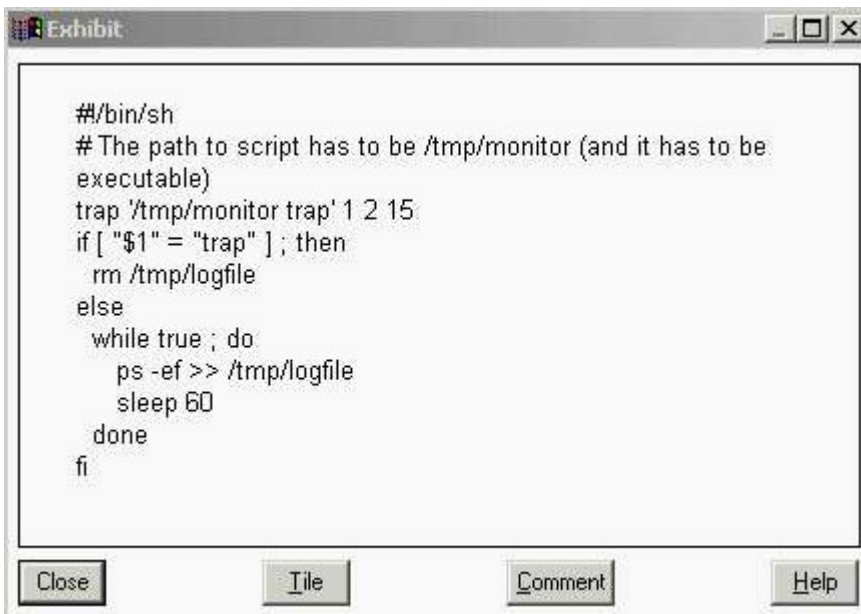 Exhibit
#!/bin/sh
# The path to script has to be /tmp/monitor (and it has to be
executable)
trap '/tmp/monitor trap' 1 2 15
if [ "$1" = "trap" ] ; then
rm /tmp/logfile
else
while true ; do
ps -ef >> /tmp/logfile
sleep 60
done
fi
Close
Tile
Comment
Help